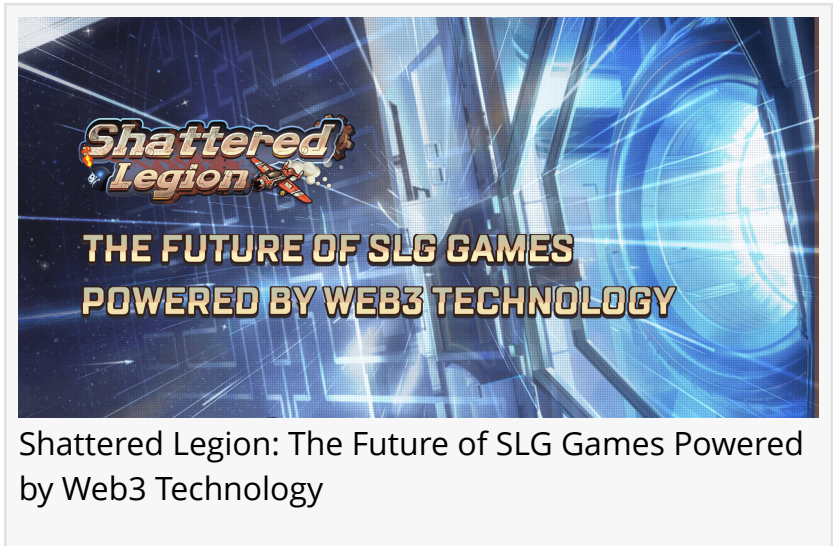 Shattered
Legion
THE FUTURE OF SLG GAMES
POWERED BY WEB3 TECHNOLOGY
Shattered Legion: The Future of SLG Games Powered
by Web3 Technology